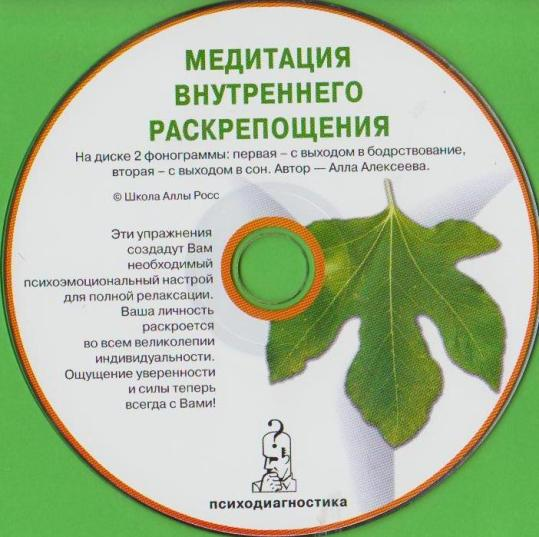 МЕДИТАЦИЯ
ВНУТРЕННЕГО
РАСКРЕПОЩЕНИЯ
На диске 2 фонограммы: первая – с выходом в бодрствование,
вторая – с выходом в сон. Автор — Алла Алексеева.
© Школа Аллы Росс
Эти упражнения
создадут Вам
необходимый
психоэмоциональный настрой
для полной релаксации.
Ваша личность
раскроется
во всем великолепии
индивидуальности.
Ощущение уверенности
и силы теперь
всегда с Вами!
?
психодиагностика